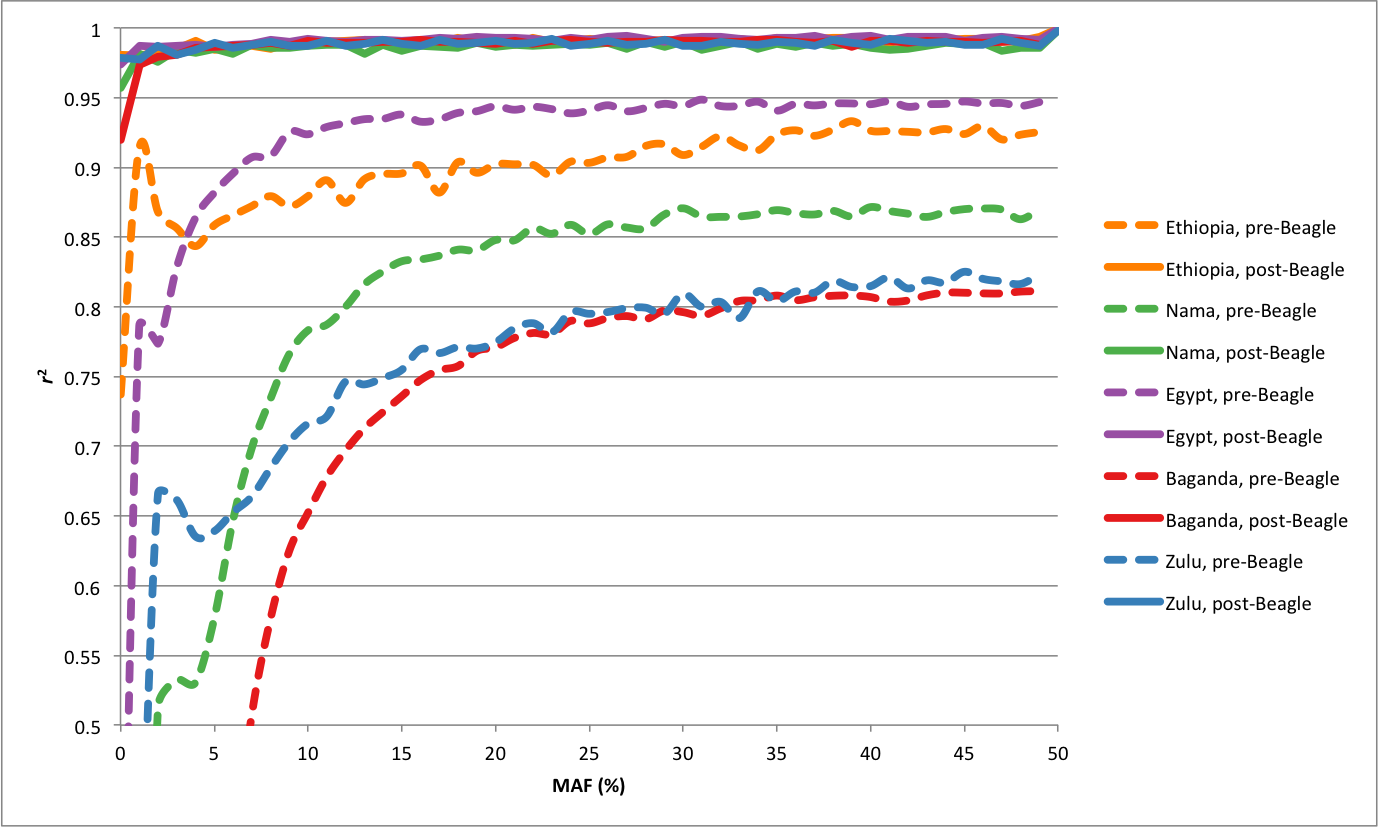 1
0.95
0.9
0.85
0.8
0.75
0.7
0.65
0.6
0.55
0.5
r²
0 5 10 15 20 25 30 35 40 45 50
MAF (%)
Ethiopia, pre-Beagle
Ethiopia, post-Beagle
Nama, pre-Beagle
Nama, post-Beagle
Egypt, pre-Beagle
Egypt, post-Beagle
Baganda, pre-Beagle
Baganda, post-Beagle
Zulu, pre-Beagle
Zulu, post-Beagle